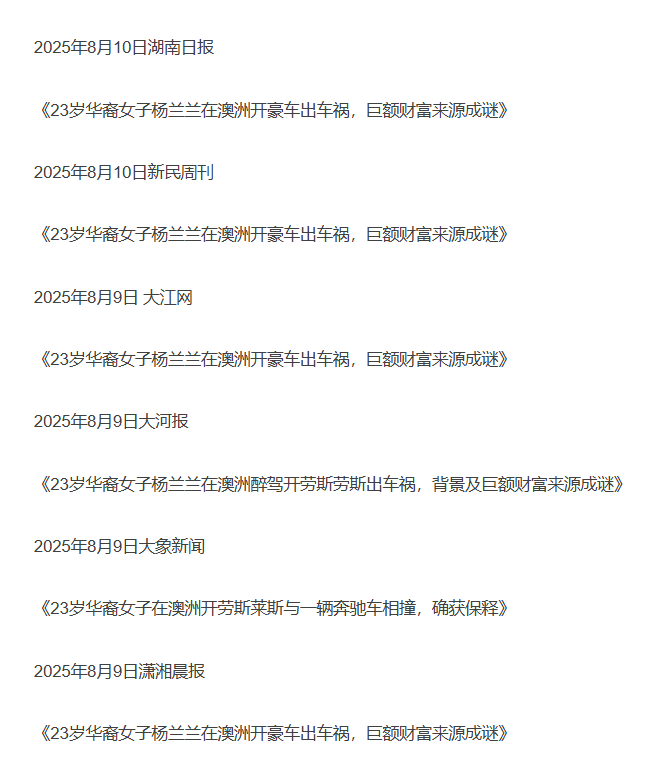 2025年8月10日湖南日报
《23岁华裔女子杨兰兰在澳洲开豪车出车祸，巨额财富来源成谜》
2025年8月10日新民周刊
《23岁华裔女子杨兰兰在澳洲开豪车出车祸，巨额财富来源成谜》
2025年8月9日 大江网
《23岁华裔女子杨兰兰在澳洲开豪车出车祸，巨额财富来源成谜》
2025年8月9日大河报
《23岁华裔女子杨兰兰在澳洲醉驾开劳斯劳斯出车祸，背景及巨额财富来源成谜》
2025年8月9日大象新闻
《23岁华裔女子在澳洲开劳斯莱斯与一辆奔驰车相撞，确获保释》
2025年8月9日潇湘晨报
《23岁华裔女子杨兰兰在澳洲开豪车出车祸，巨额财富来源成谜》